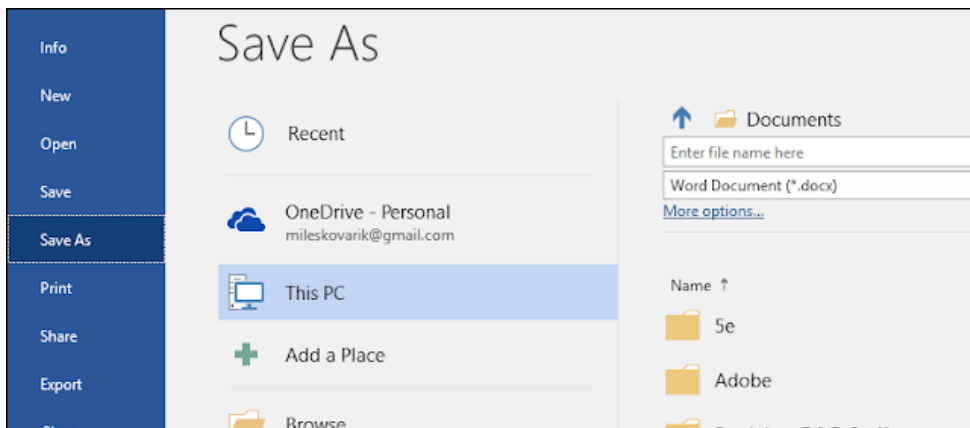 Info
New
Open
Save
Save As
Print
Share
Export
Save As
Recent
OneDrive - Personal
mileskovarik@gmail.com
This PC
Add a Place
Browse
Documents
Enter file name here
Word Document (*.docx)
More options...
Name ↑
5e
Adobe